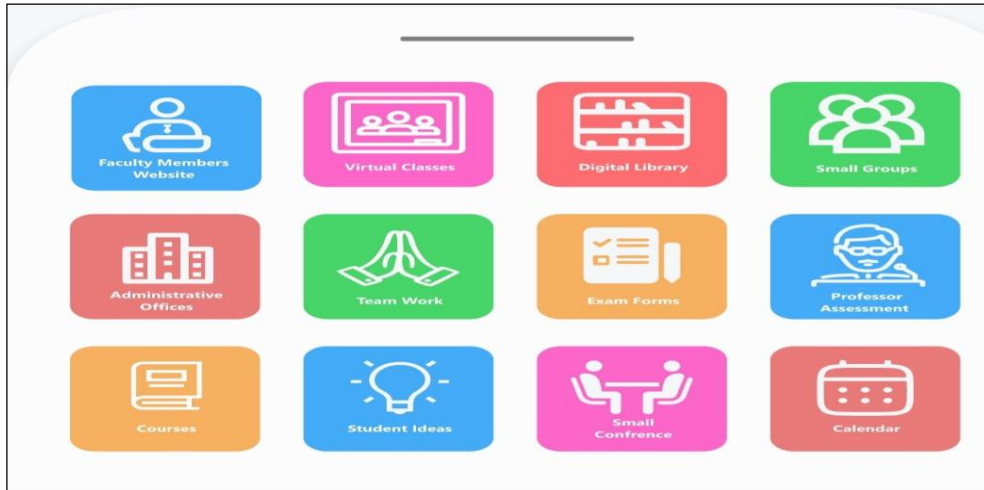 Faculty Members
Website
Virtual Classes
Digital Library
Small Groups
Administrative
Offices
Team Work
Exam Forms
Professor
Assessment
Courses
Student Ideas
Small
Confrence
Calendar